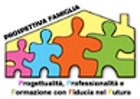 PROSPETTIVA FAMIGLIA
Progettualità, Professionalità e
Formazione con Fiducia nel Futuro